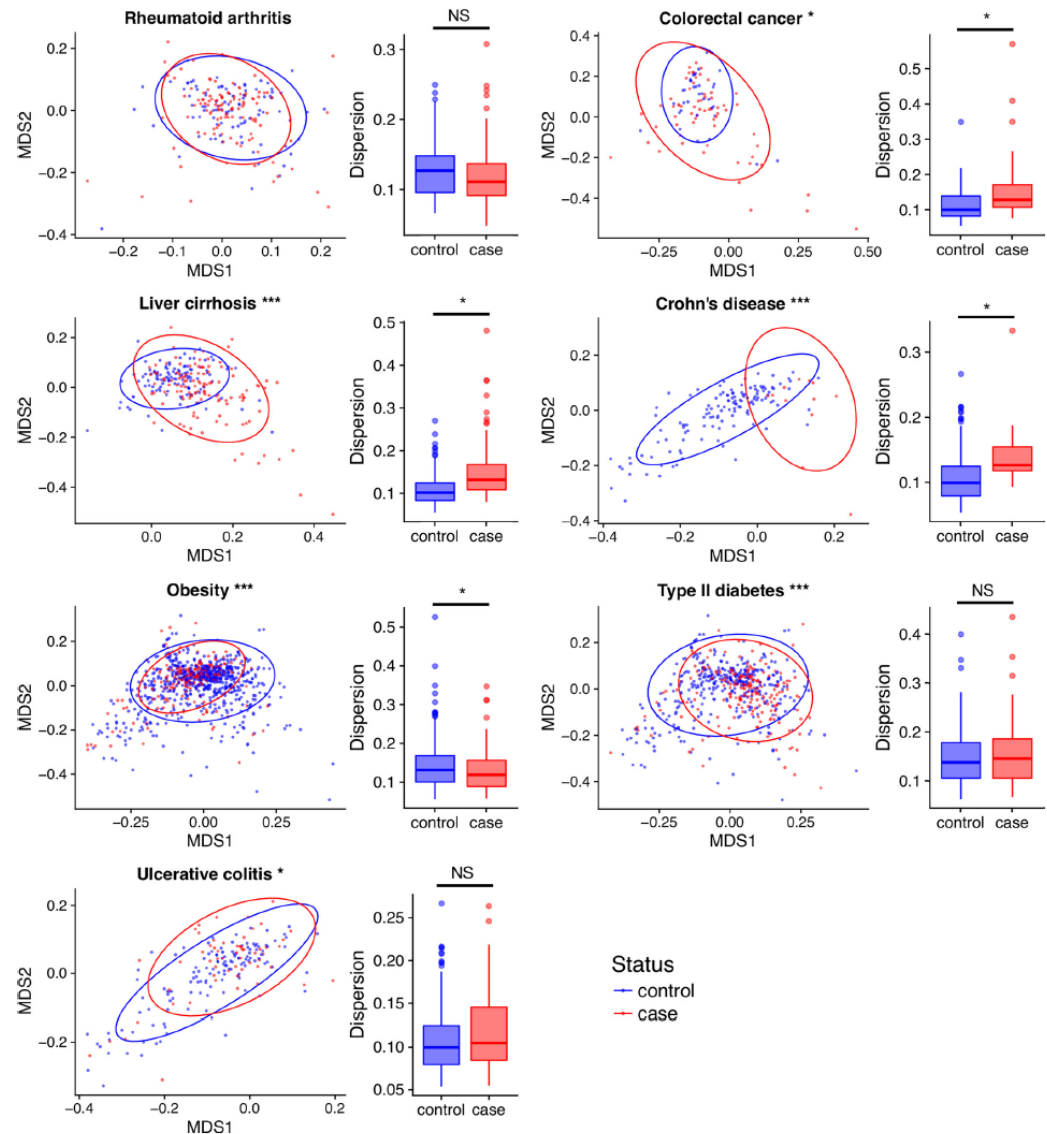 Rheumatoid arthritis
NS
MDS2
0.2
0.0
−0.2
−0.4
−0.2 −0.1 0.0 0.1 0.2
MDS1
Dispersion
0.3
0.2
0.1
control case
Colorectal cancer *
*
MDS2
0.4
0.2
0.0
−0.2
−0.4
−0.25 0.00 0.25 0.50
MDS1
Dispersion
0.5
0.4
0.3
0.2
0.1
control case
Liver cirrhosis ***
*
MDS2
0.2
0.0
−0.2
−0.4
0.0 0.2 0.4
MDS1
Dispersion
0.5
0.4
0.3
0.2
0.1
control case
Crohn's disease ***
*
MDS2
0.2
0.0
−0.2
−0.4
−0.4 −0.2 0.0 0.2
MDS1
Dispersion
0.3
0.2
0.1
control case
Obesity ***
*
MDS2
0.2
0.0
−0.2
−0.4
−0.25 0.00 0.25
MDS1
Dispersion
0.5
0.4
0.3
0.2
0.1
control case
Type II diabetes ***
NS
MDS2
0.2
0.0
−0.2
−0.4
−0.25 0.00 0.25
MDS1
Dispersion
0.4
0.3
0.2
0.1
control case
Ulcerative colitis *
NS
MDS2
0.2
0.0
−0.2
−0.4 −0.2 0.0 0.2
MDS1
Dispersion
0.25
0.20
0.15
0.10
0.05
control case
Status
control
case